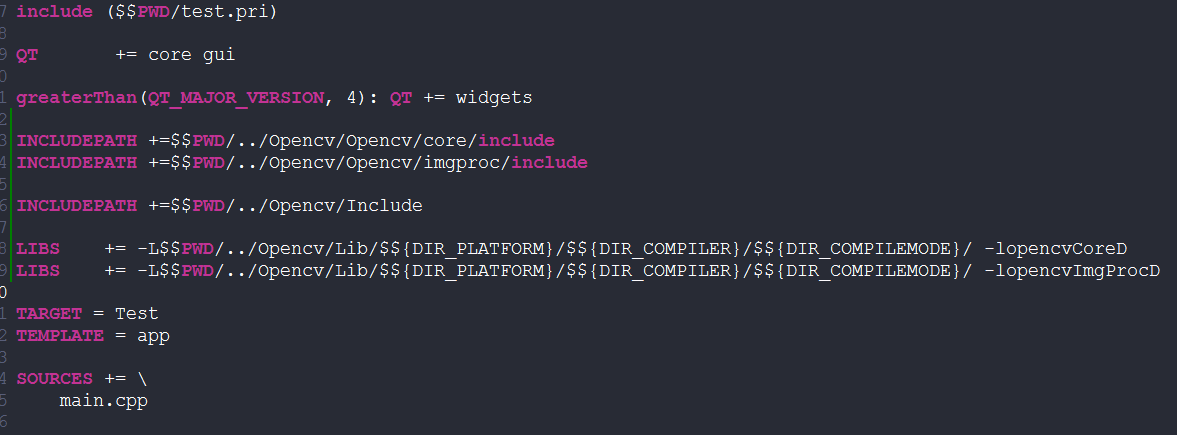 7 include ($$PWD/test.pri)
8
9 QT       += core gui
0
1 greaterThan(QT_MAJOR_VERSION, 4): QT += widgets
2
3 INCLUDEPATH +=$$PWD/../Opencv/Opencv/core/include
4 INCLUDEPATH +=$$PWD/../Opencv/Opencv/imgproc/include
5
6 INCLUDEPATH +=$$PWD/../Opencv/Include
7
8 LIBS    += -L$$PWD/../Opencv/Lib/$${DIR_PLATFORM}/$${DIR_COMPILER}/$${DIR_COMPILEMODE}/ -lopencvCoreD
9 LIBS    += -L$$PWD/../Opencv/Lib/$${DIR_PLATFORM}/$${DIR_COMPILER}/$${DIR_COMPILEMODE}/ -lopencvImgProcD
0
1 TARGET = Test
2 TEMPLATE = app
3
4 SOURCES += \
5     main.cpp
6